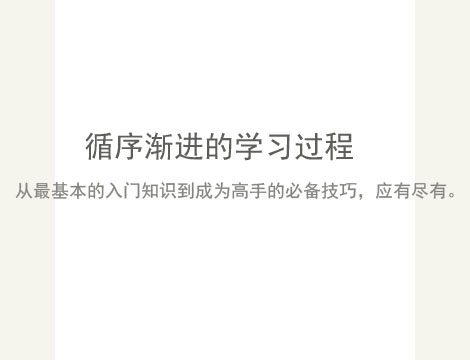 循序渐进的学习过程
从最基本的入门知识到成为高手的必备技巧，应有尽有。